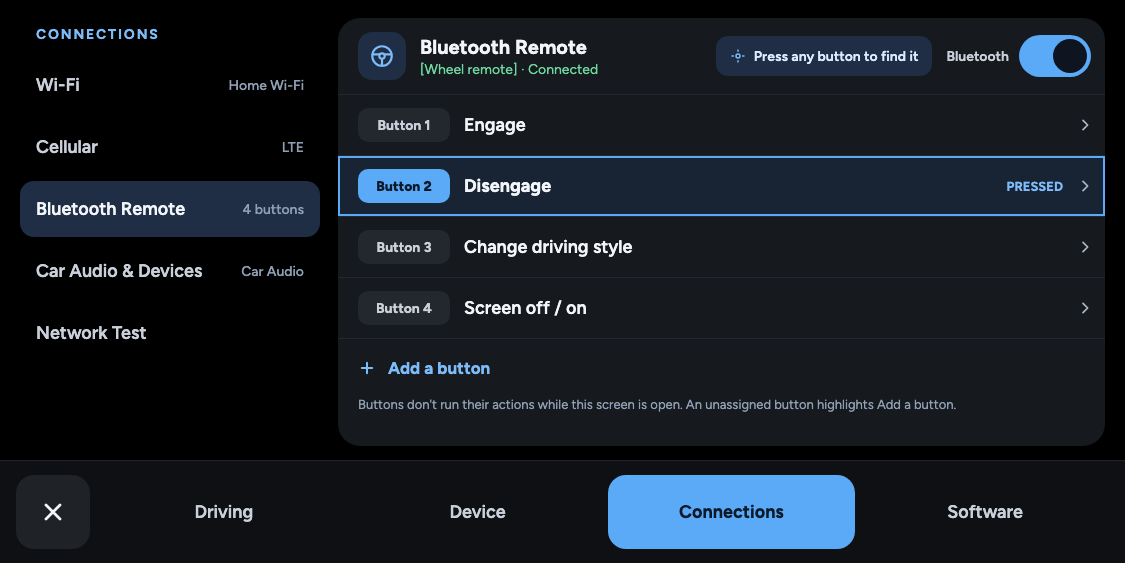 CONNECTIONS
Wi-Fi Home Wi-Fi
Cellular LTE
Bluetooth Remote 4 buttons
Car Audio & Devices Car Audio
Network Test
Bluetooth Remote
[Wheel remote] · Connected
Press any button to find it
Bluetooth
Button 1 Engage
Button 2 Disengage PRESSED
Button 3 Change driving style
Button 4 Screen off / on
+ Add a button
Buttons don't run their actions while this screen is open. An unassigned button highlights Add a button.
Driving
Device
Connections
Software